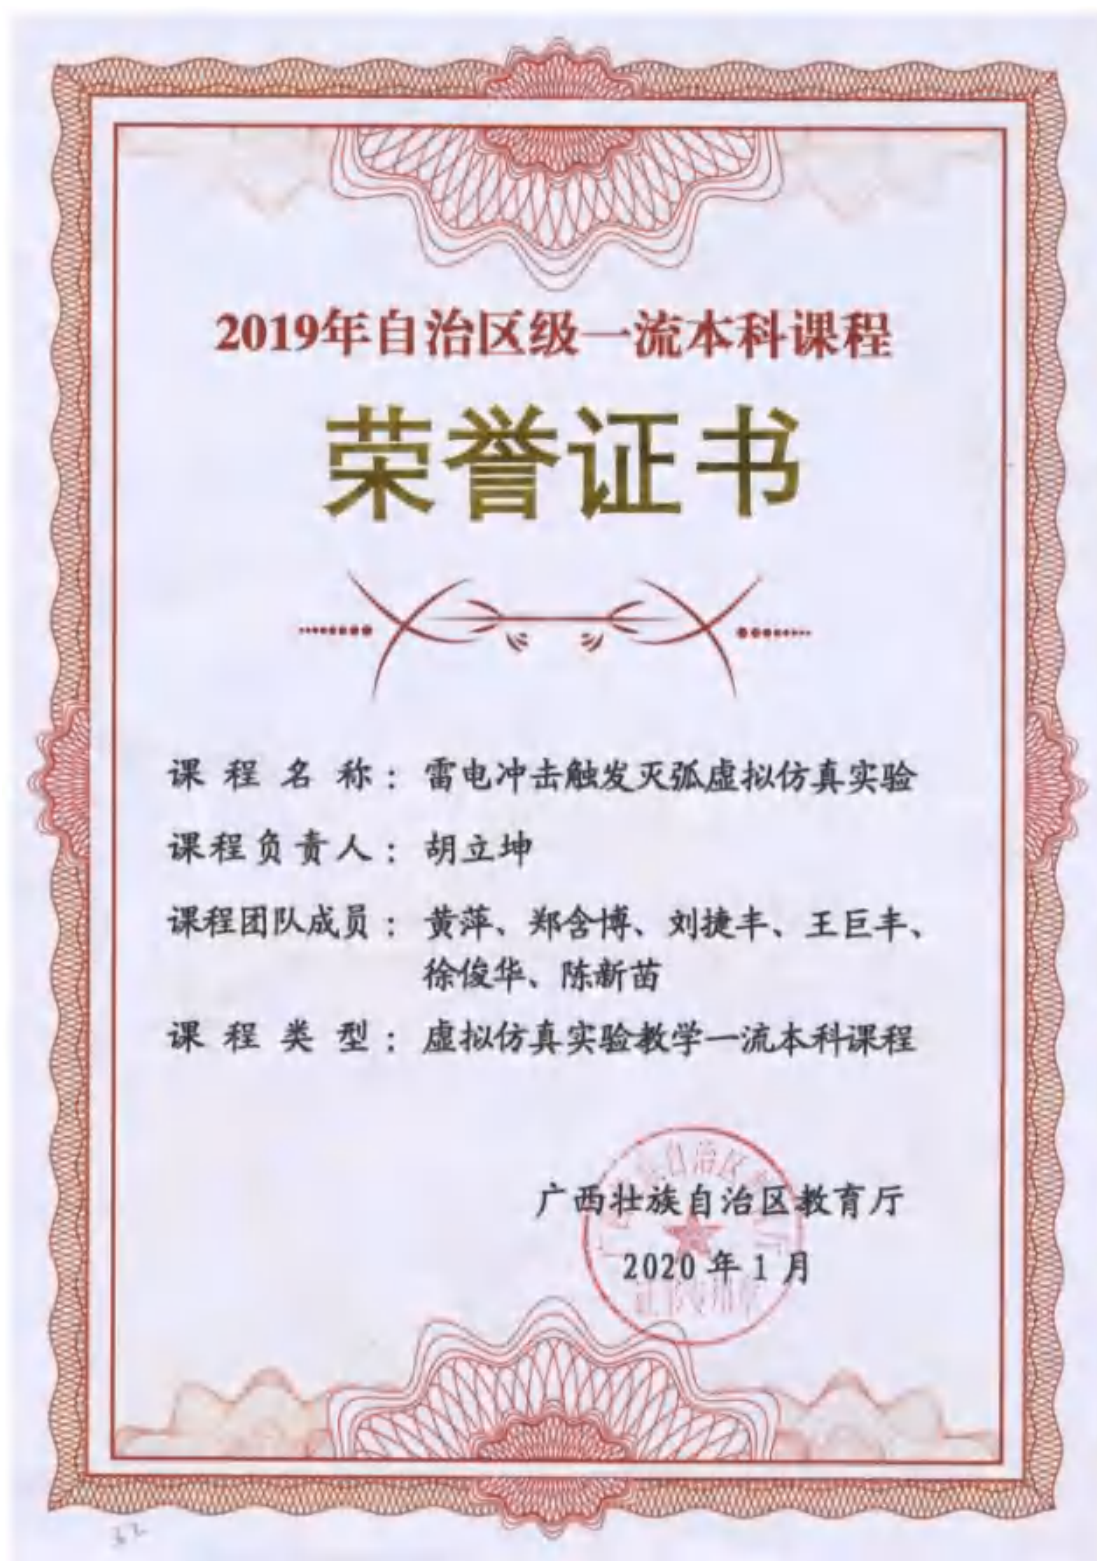 2019年自治区级一流本科课程
荣誉证书
课程名称：雷电冲击触发灭弧虚拟仿真实验
课程负责人：胡立坤
课程团队成员：黄萍、郑含博、刘捷丰、王巨丰、
徐俊华、陈新苗
课程类型：虚拟仿真实验教学一流本科课程
广西壮族自治区教育厅
2020年1月